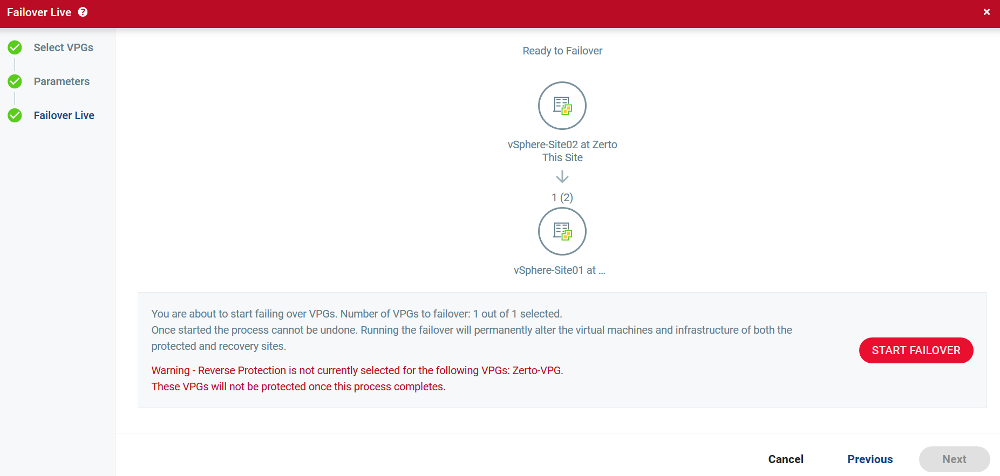 Failover Live ?
Select VPGs
Parameters
Failover Live
Ready to Failover
vSphere-Site02 at Zerto
This Site
1 (2)
vSphere-Site01 at ...
You are about to start failing over VPGs. Number of VPGs to failover: 1 out of 1 selected.
Once started the process cannot be undone. Running the failover will permanently alter the virtual machines and infrastructure of both the
protected and recovery sites.
Warning - Reverse Protection is not currently selected for the following VPGs: Zerto-VPG.
These VPGs will not be protected once this process completes.
START FAILOVER
Cancel
Previous
Next